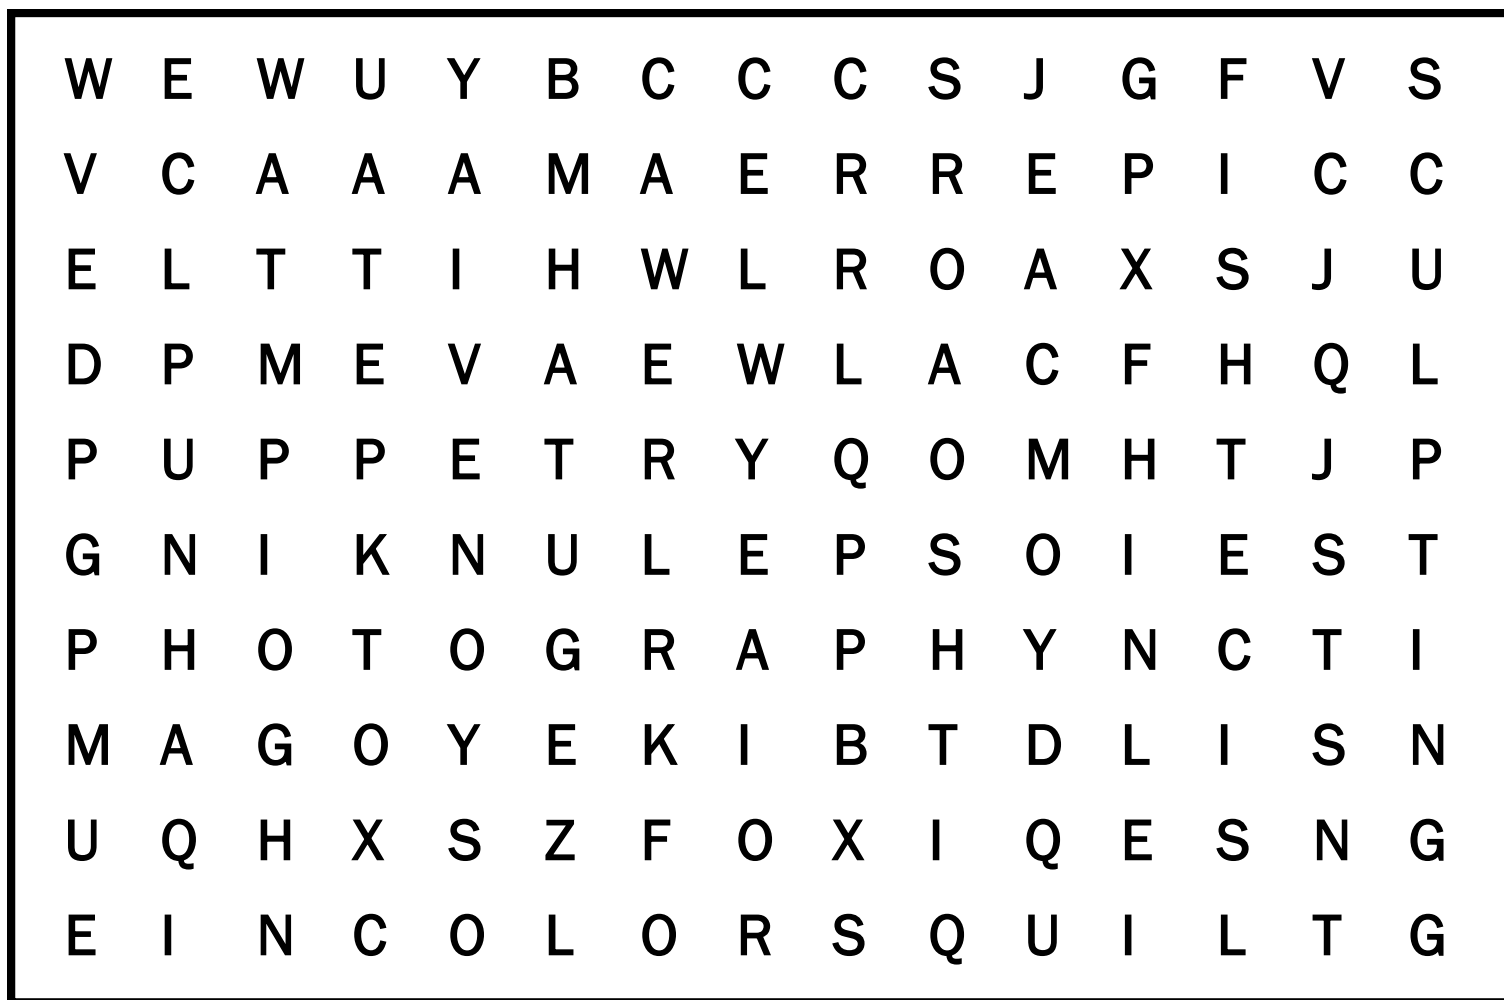 W E W U Y B C C C S J G F V S
V C A A A M A E R R E P I C C
E L T T I H W L R O A X S J U
D P M E V A E W L A C F H Q L
P U P P E T R Y Q O M H T J P
G N I K N U L E P S O I E S T
P H O T O G R A P H Y N C T I
M A G O Y E K I B T D L I S N
U Q H X S Z F O X I Q E S N G
E I N C O L O R S Q U I L T G